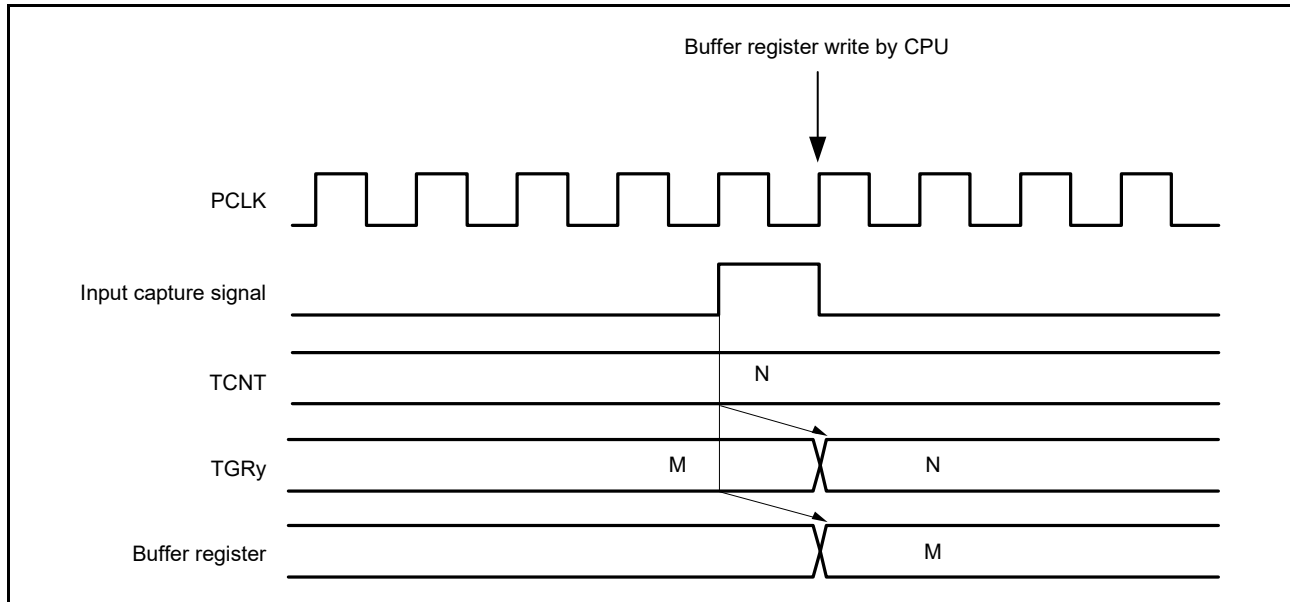 Buffer register write by CPU
PCLK
Input capture signal
TCNT
N
TGRy
M
N
Buffer register
M